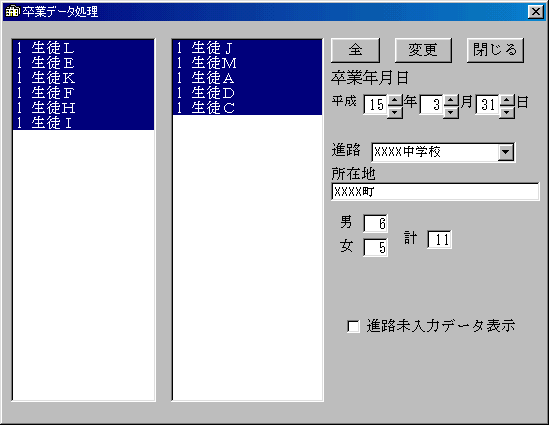 卒業データ処理
1 生徒L
1 生徒E
1 生徒K
1 生徒F
1 生徒H
1 生徒I
1 生徒J
1 生徒M
1 生徒A
1 生徒D
1 生徒C
全 変更 閉じる
卒業年月日
平成 15 年 3 月 31 日
進路 XXXX中学校
所在地
XXXX町
男 6
女 5
計 11
進路未入力データ表示